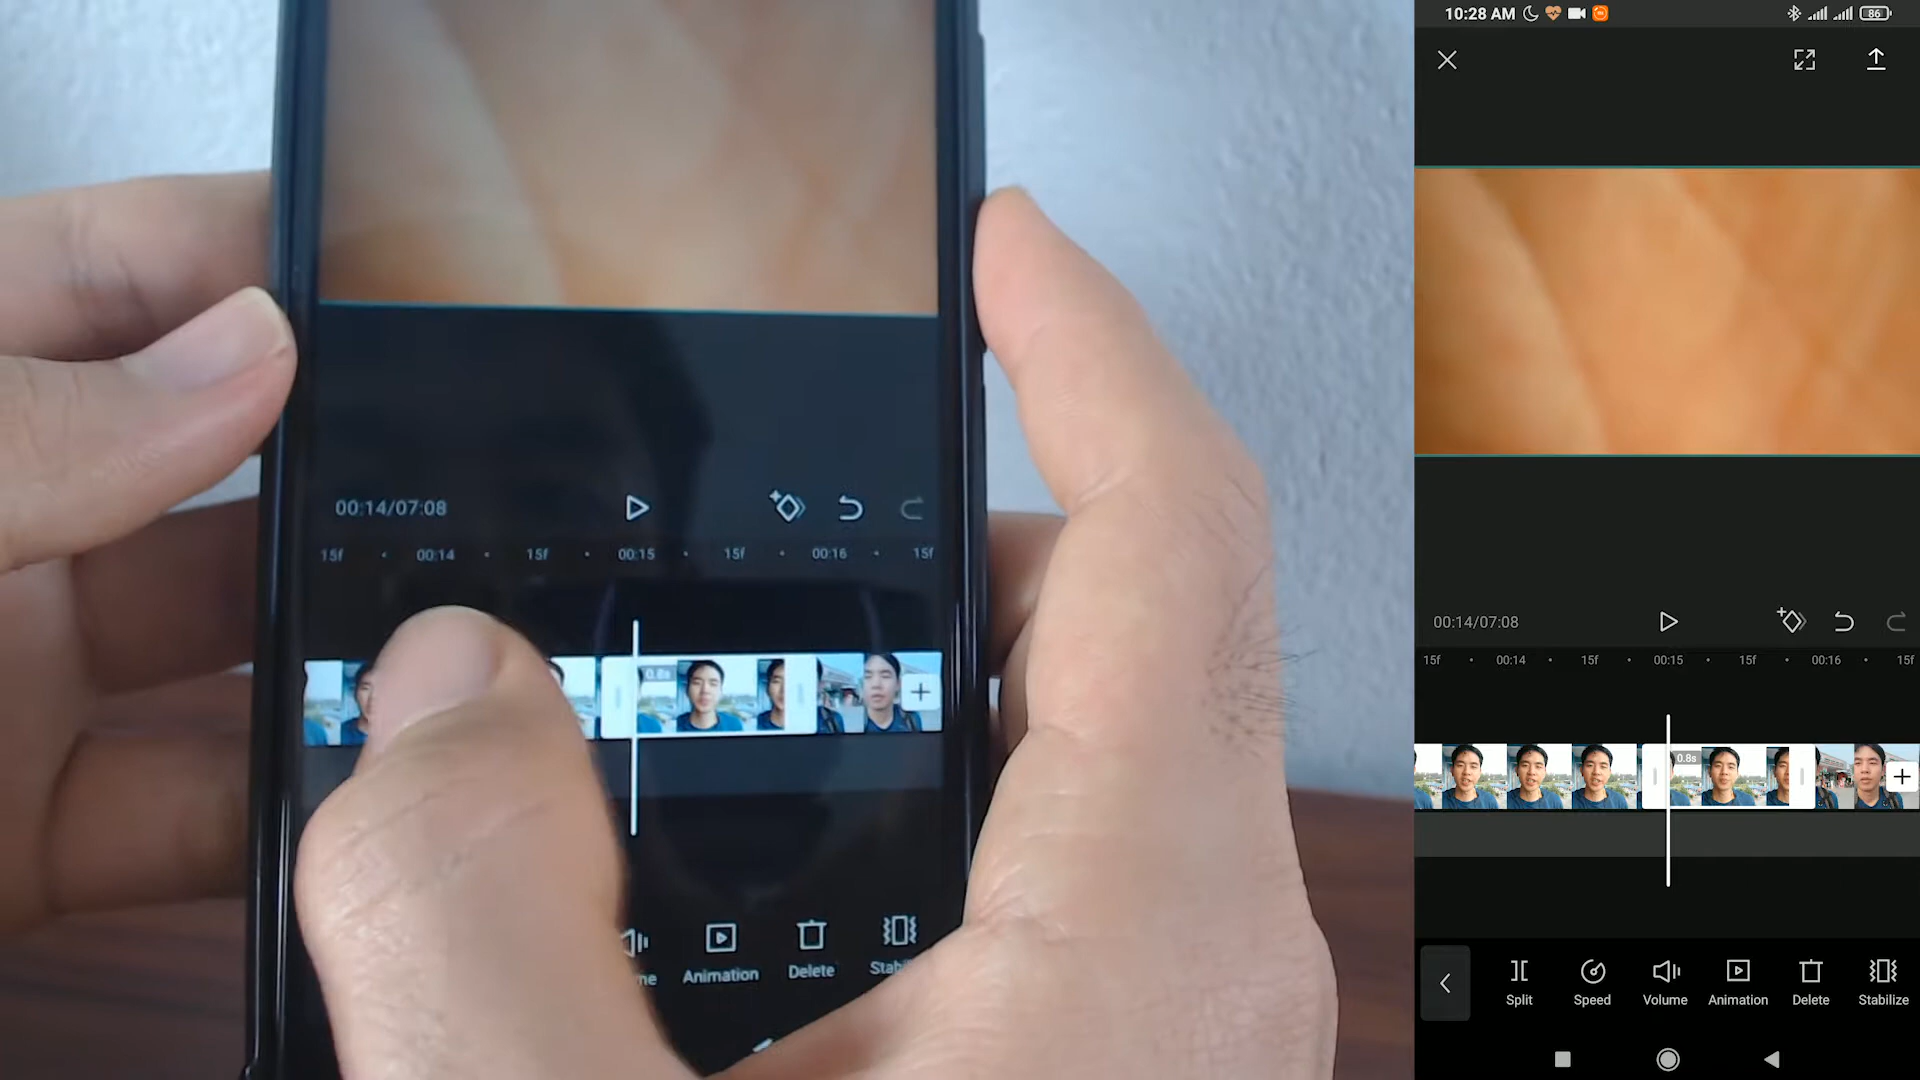 00:14/07:08
15f 00:14 15f 00:15 15f 00:16 15f
0.8s
me Animation Delete Stabi
10:28 AM 86
00:14/07:08
15f 00:14 15f 00:15 15f 00:16 15f
0.8s
Split Speed Volume Animation Delete Stabilize